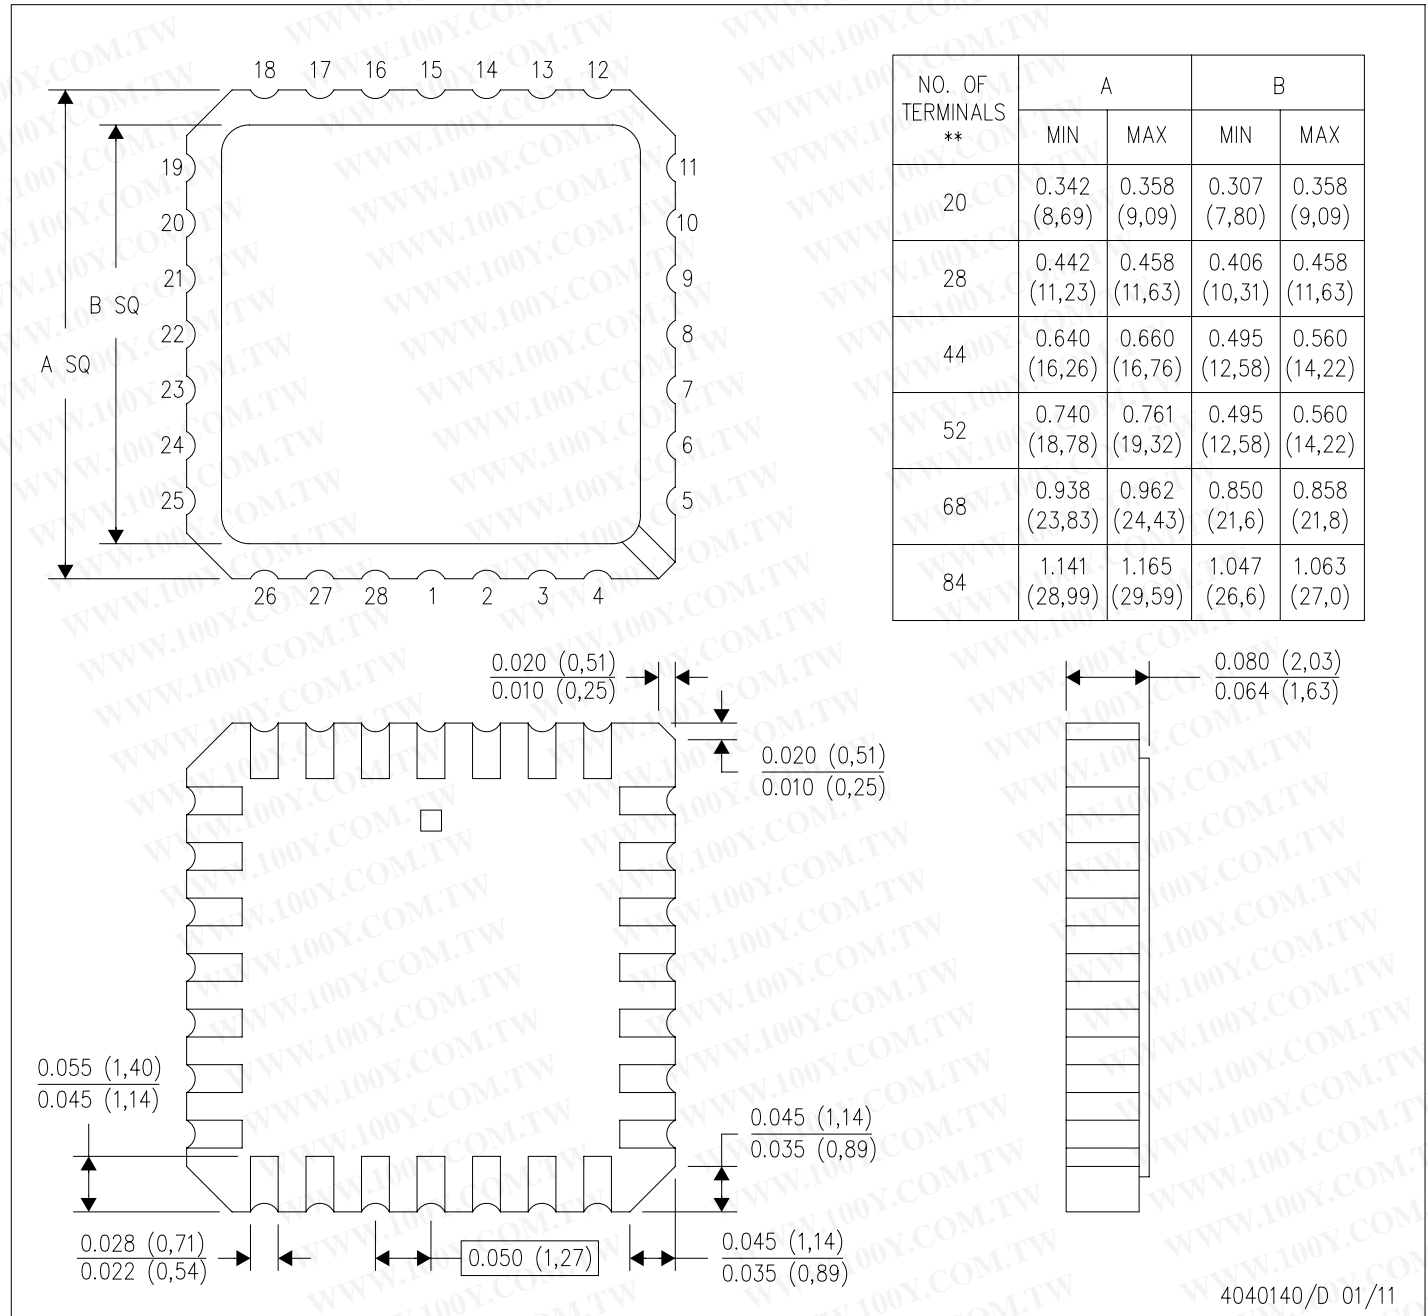 18 17 16 15 14 13 12
19
20
21
22
23
24
25
11
10
9
8
7
6
5
26 27 28 1 2 3 4
A SQ
B SQ
NO. OF TERMINALS ** A B
MIN MAX MIN MAX
20 0.342 (8,69) 0.358 (9,09) 0.307 (7,80) 0.358 (9,09)
28 0.442 (11,23) 0.458 (11,63) 0.406 (10,31) 0.458 (11,63)
44 0.640 (16,26) 0.660 (16,76) 0.495 (12,58) 0.560 (14,22)
52 0.740 (18,78) 0.761 (19,32) 0.495 (12,58) 0.560 (14,22)
68 0.938 (23,83) 0.962 (24,43) 0.850 (21,6) 0.858 (21,8)
84 1.141 (28,99) 1.165 (29,59) 1.047 (26,6) 1.063 (27,0)
0.020 (0,51)
0.010 (0,25)
0.020 (0,51)
0.010 (0,25)
0.080 (2,03)
0.064 (1,63)
0.055 (1,40)
0.045 (1,14)
0.045 (1,14)
0.035 (0,89)
0.028 (0,71)
0.022 (0,54)
0.050 (1,27)
0.045 (1,14)
0.035 (0,89)
4040140/D 01/11
WWW.100Y.COM.TW